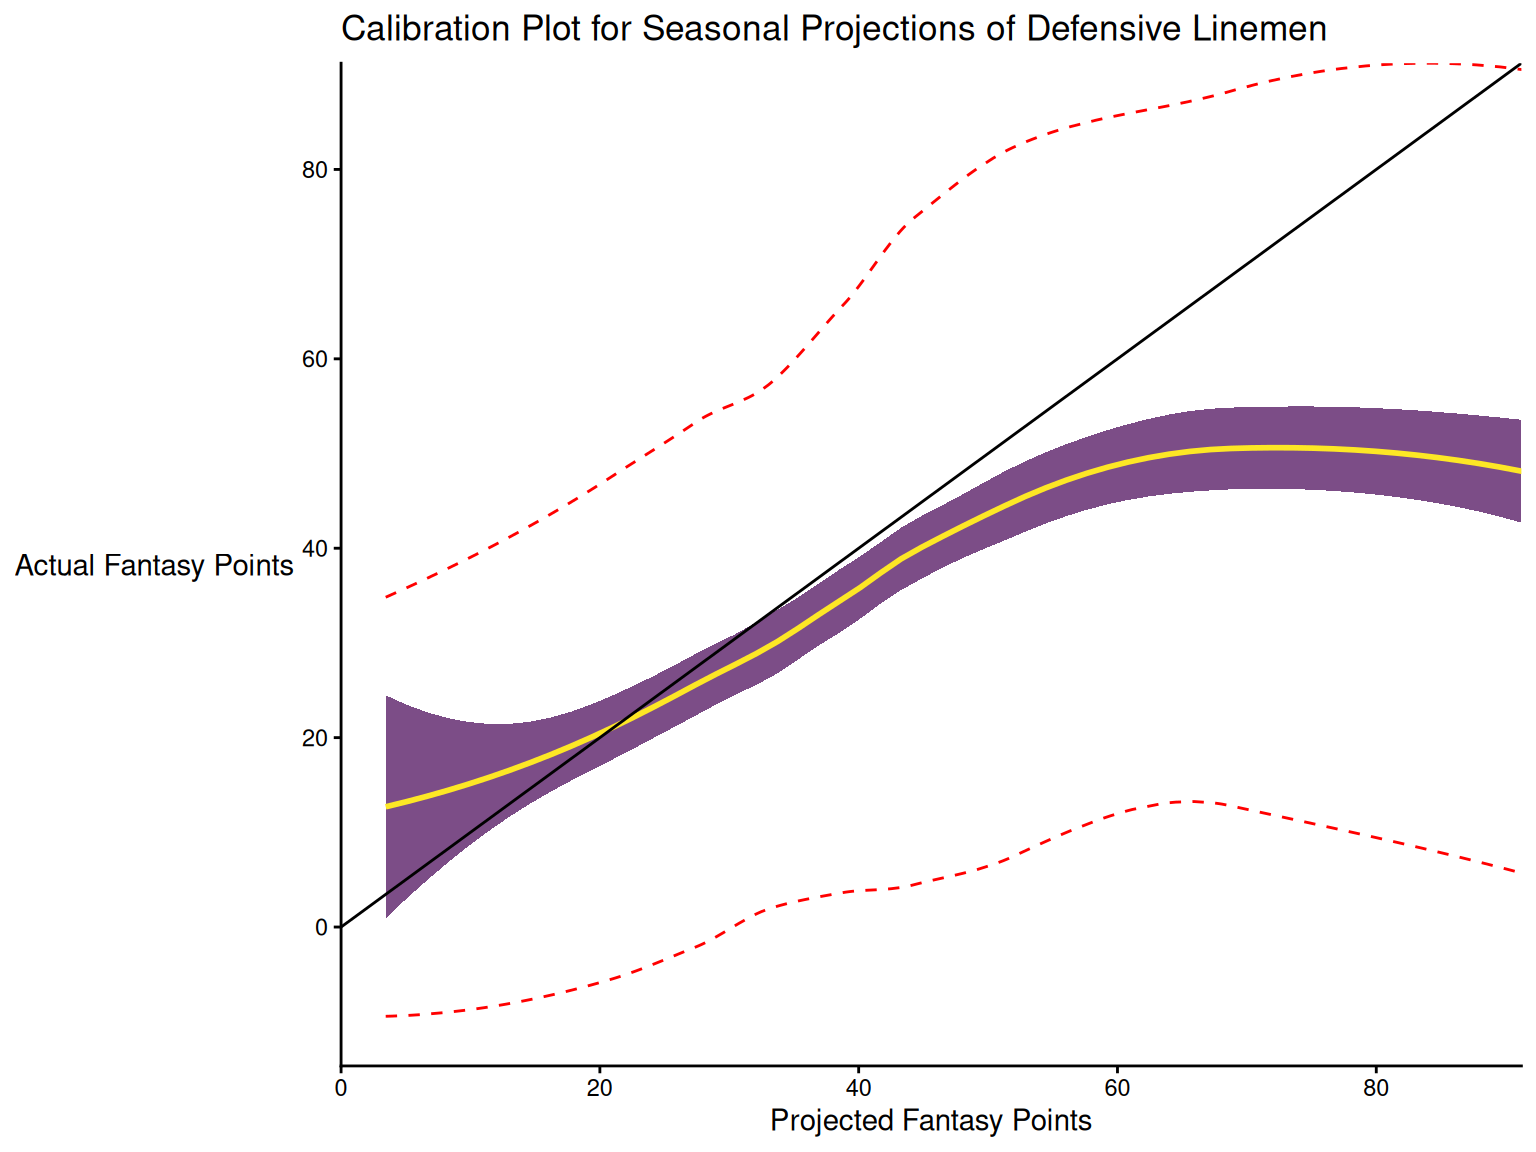 Calibration Plot for Seasonal Projections of Defensive Linemen
80
60
40
Actual Fantasy Points
20
0
0 20 40 60 80
Projected Fantasy Points